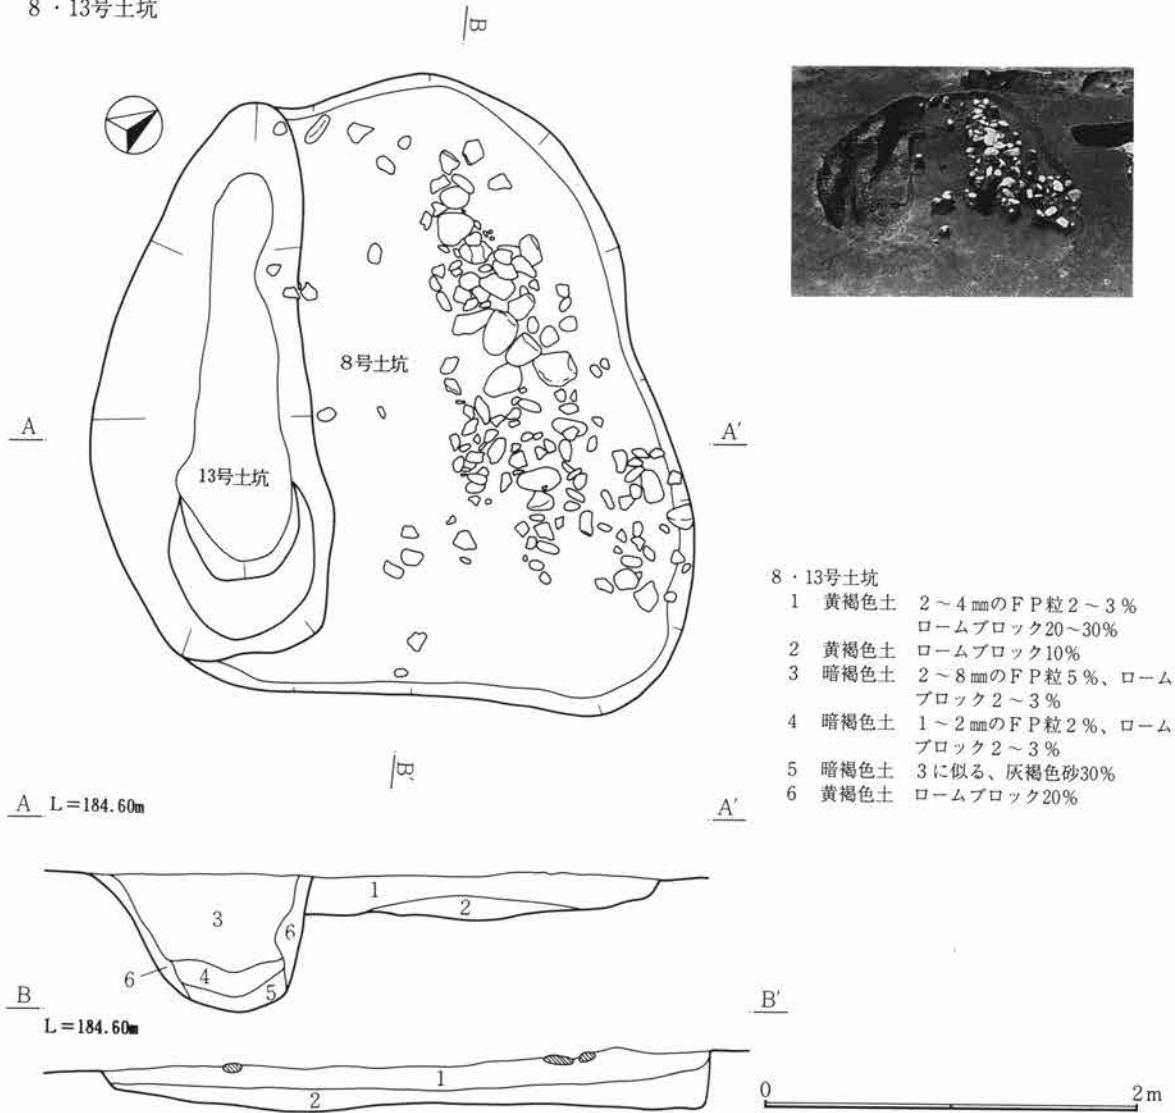 8・13号土坑
B
8号土坑
A
A'
13号土坑
B'
8・13号土坑
1 黄褐色土 2～4㎜のFP粒2～3%
ロームブロック20～30%
2 黄褐色土 ロームブロック10%
3 暗褐色土 2～8㎜のFP粒5%、ローム
ブロック2～3%
4 暗褐色土 1～2㎜のFP粒2%、ローム
ブロック2～3%
5 暗褐色土 3に似る、灰褐色砂30%
6 黄褐色土 ロームブロック20%
A L=184.60m
A'
1
2
3
6
6
4
5
B
B'
L=184.60m
1
2
0
2m